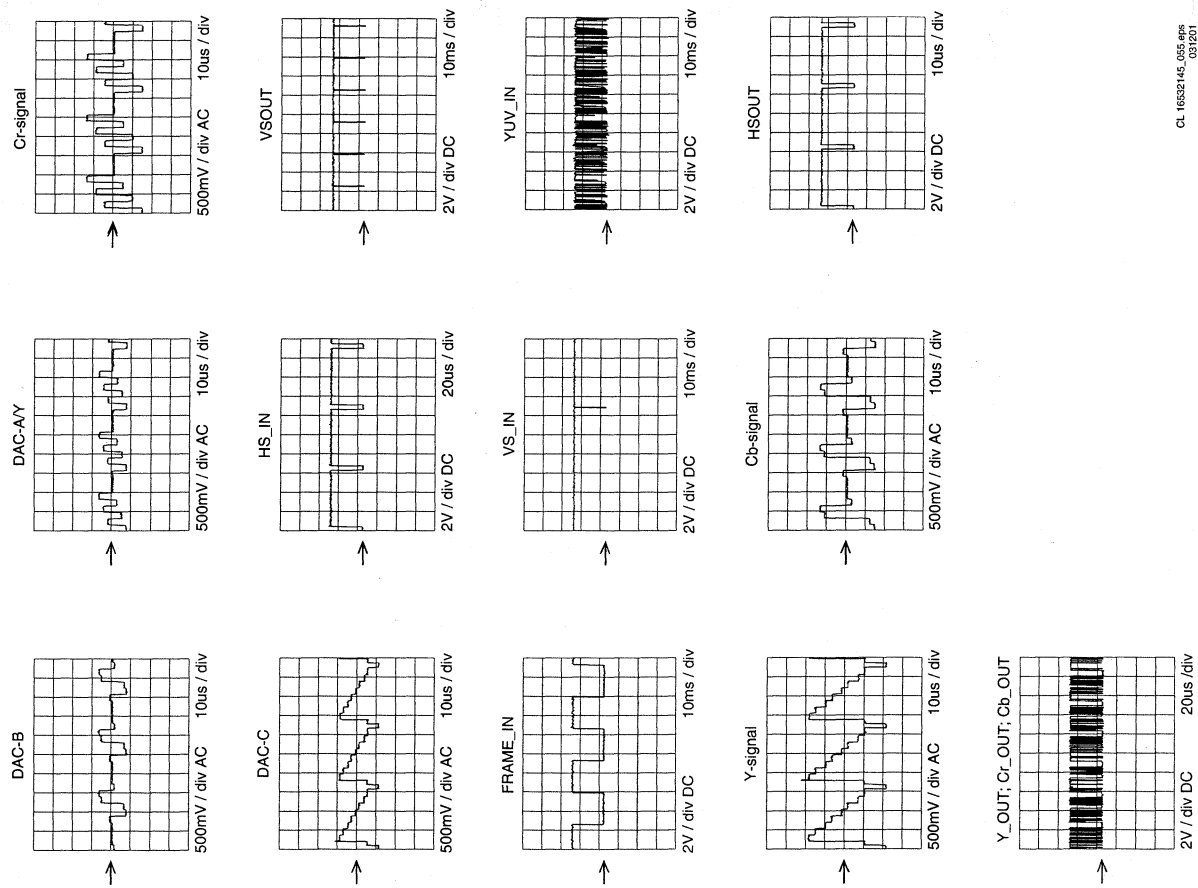 Cr-signal
500mV / div AC 10us / div
VSOUT
2V / div DC 10ms / div
YUV_IN
2V / div DC 10ms / div
HSOUT
2V / div DC 10us / div
DAC-A/Y
500mV / div AC 10us / div
HS_IN
2V / div DC 20us / div
VS_IN
2V / div DC 10ms / div
Cb-signal
500mV / div AC 10us / div
DAC-B
500mV / div AC 10us / div
DAC-C
500mV / div AC 10us / div
FRAME_IN
2V / div DC 10ms / div
Y-signal
500mV / div AC 10us / div
Y_OUT; Cr_OUT; Cb_OUT
2V / div DC 20us /div
CL 16532145_055.eps
031201